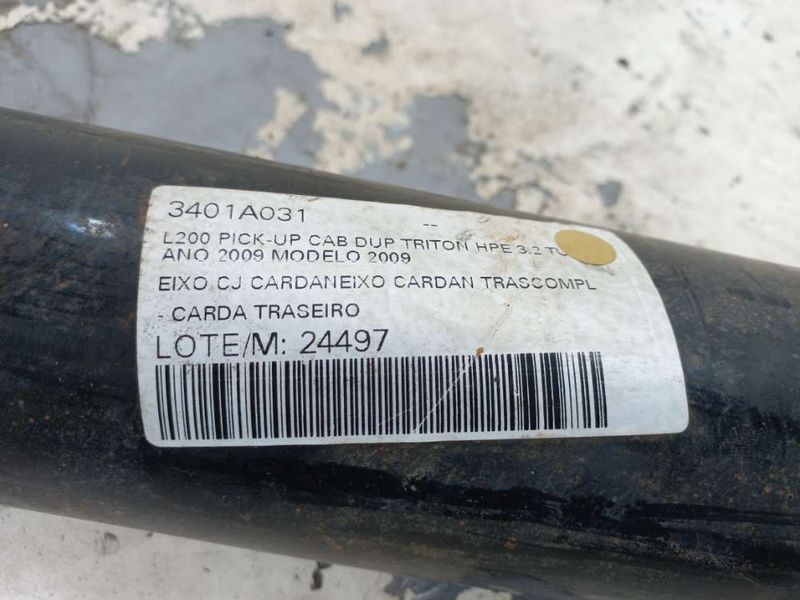 3401A031
--
L200 PICK-UP CAB DUP TRITON HPE 3.2
ANO 2009 MODELO 2009
EIXO CJ CARDANEIXO CARDAN TRASCOMPL
- CARDA TRASEIRO
LOTE/M: 24497